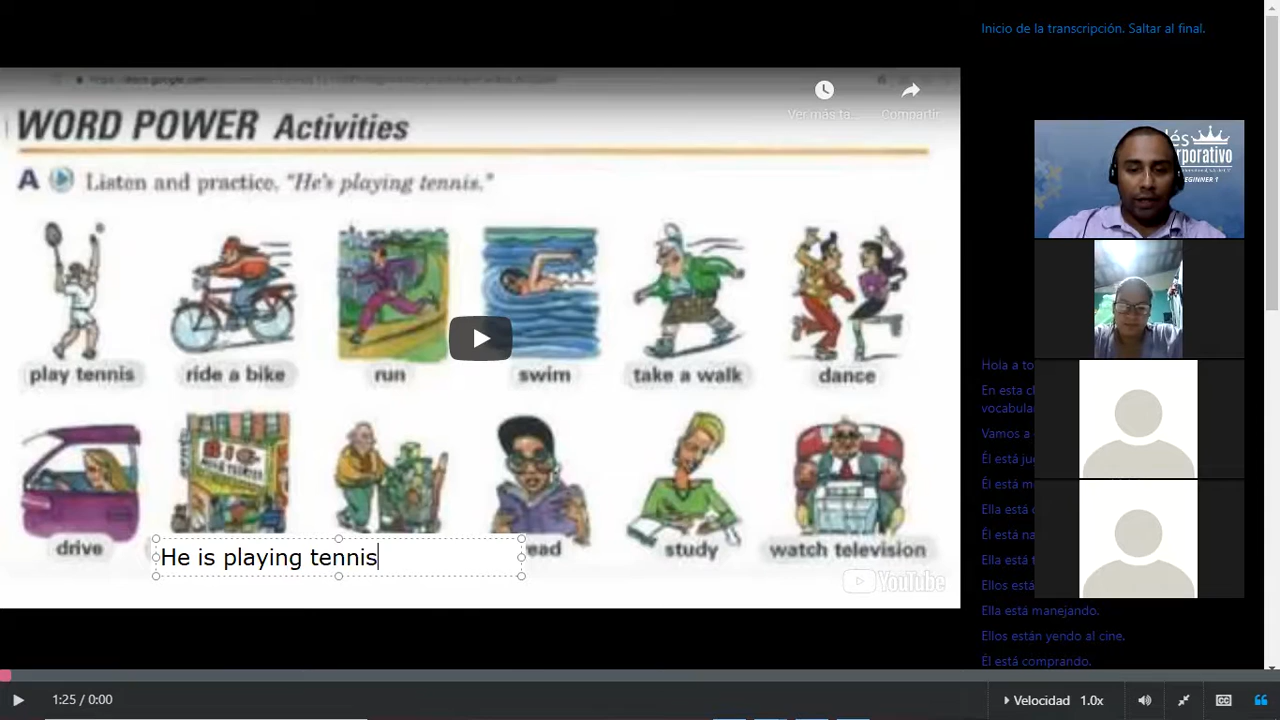 Inicio de la transcripción. Saltar al final.
Ver más ta...
Compartir
WORD POWER Activities
A Listen and practice. "He's playing tennis."
play tennis
ride a bike
run
swim
take a walk
dance
drive
study
watch television
He is playing tennis
YouTube
és
rporativo
EGINNER 1
Hola a to
En esta cl
vocabula
Vamos a
Él está ju
Él está m
Ella está
Él está na
Ella está t
Ellos está
Ella está manejando.
Ellos están yendo al cine.
Él está comprando.
1:25 / 0:00
Velocidad 1.0x
CC